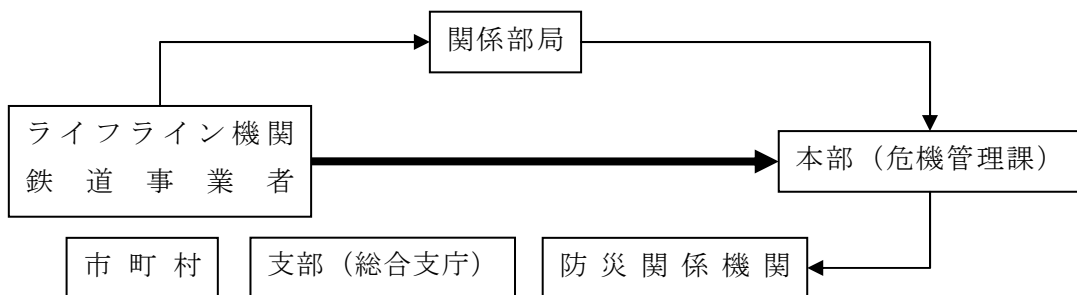 関係部局
ライフライン機関
鉄道事業者
本部（危機管理課）
市町村
支部（総合支庁）
防災関係機関